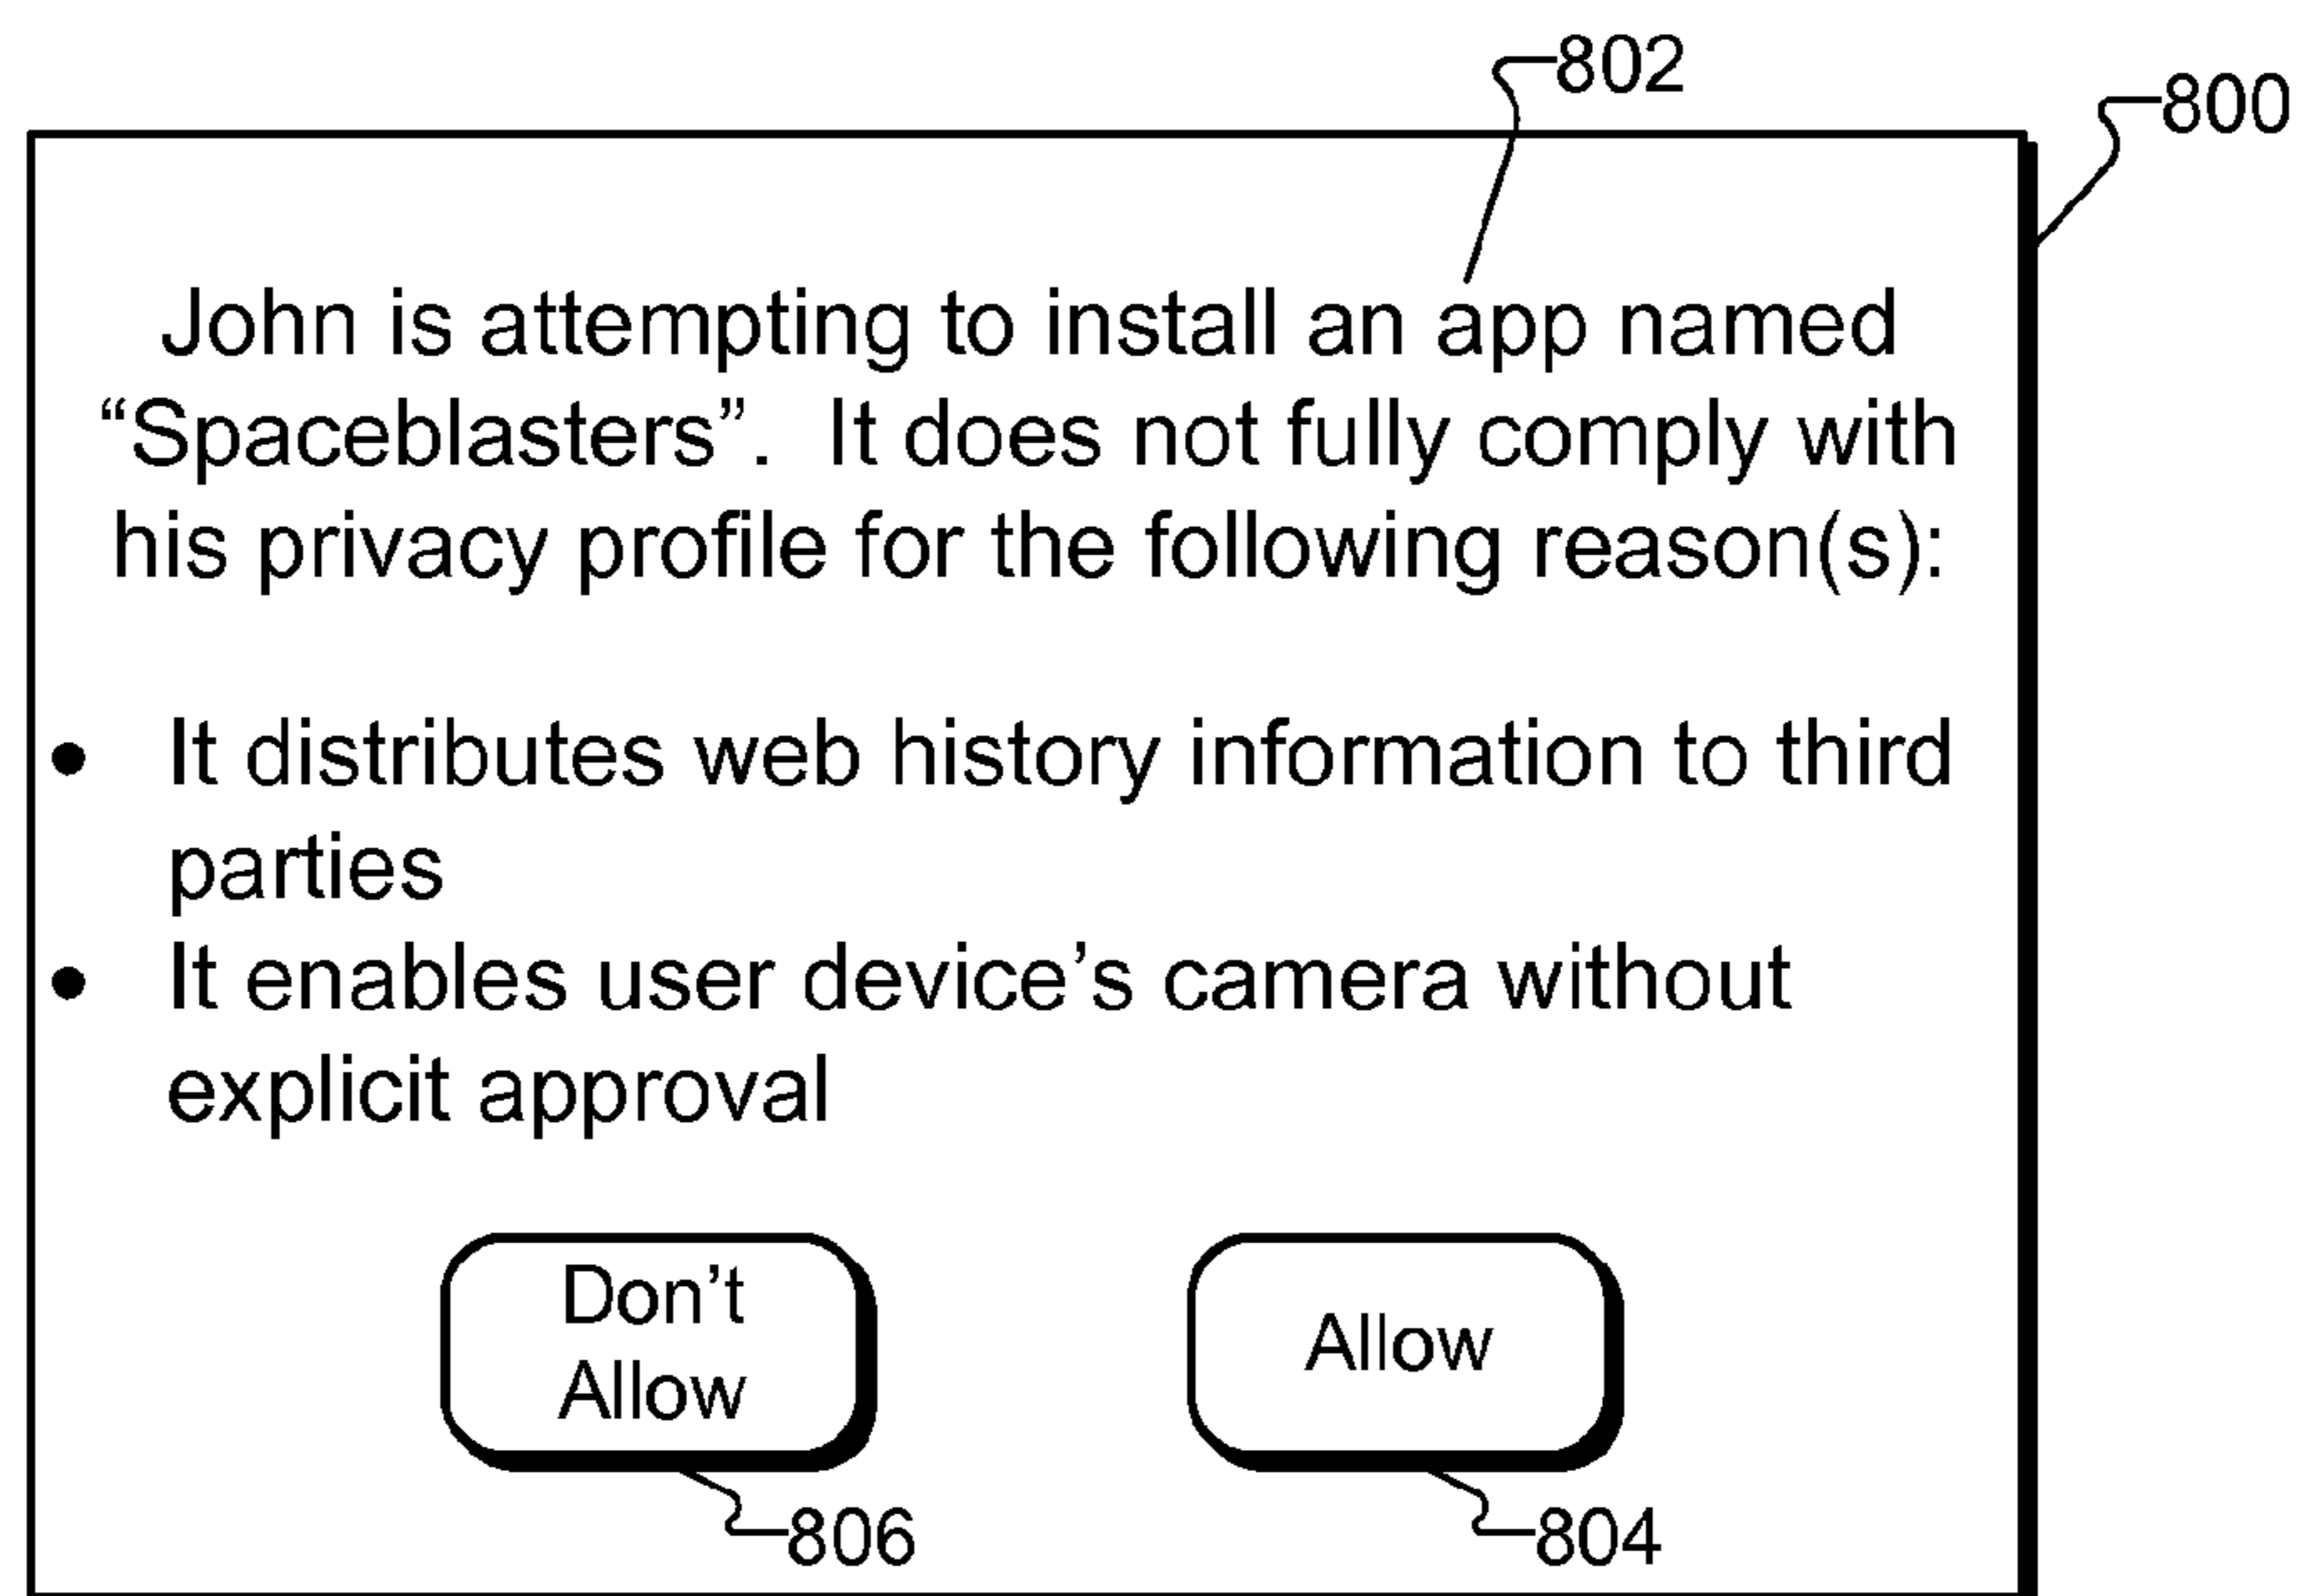 802
800
John is attempting to install an app named
“Spaceblasters”.  It does not fully comply with
his privacy profile for the following reason(s):
• It distributes web history information to third
parties
• It enables user device’s camera without
explicit approval
Don’t
Allow
Allow
806
804